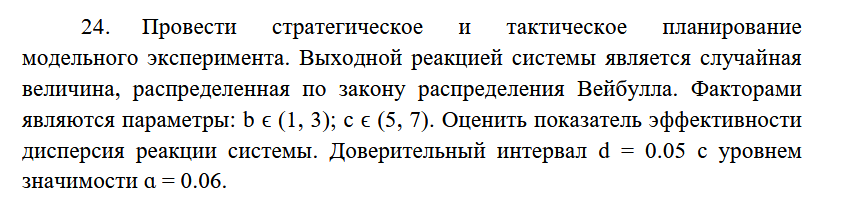 24. Провести стратегическое и тактическое планирование
модельного эксперимента. Выходной реакцией системы является случайная
величина, распределенная по закону распределения Вейбулла. Факторами
являются параметры: b ϵ (1, 3); c ϵ (5, 7). Оценить показатель эффективности
дисперсия реакции системы. Доверительный интервал d = 0.05 с уровнем
значимости ɑ = 0.06.